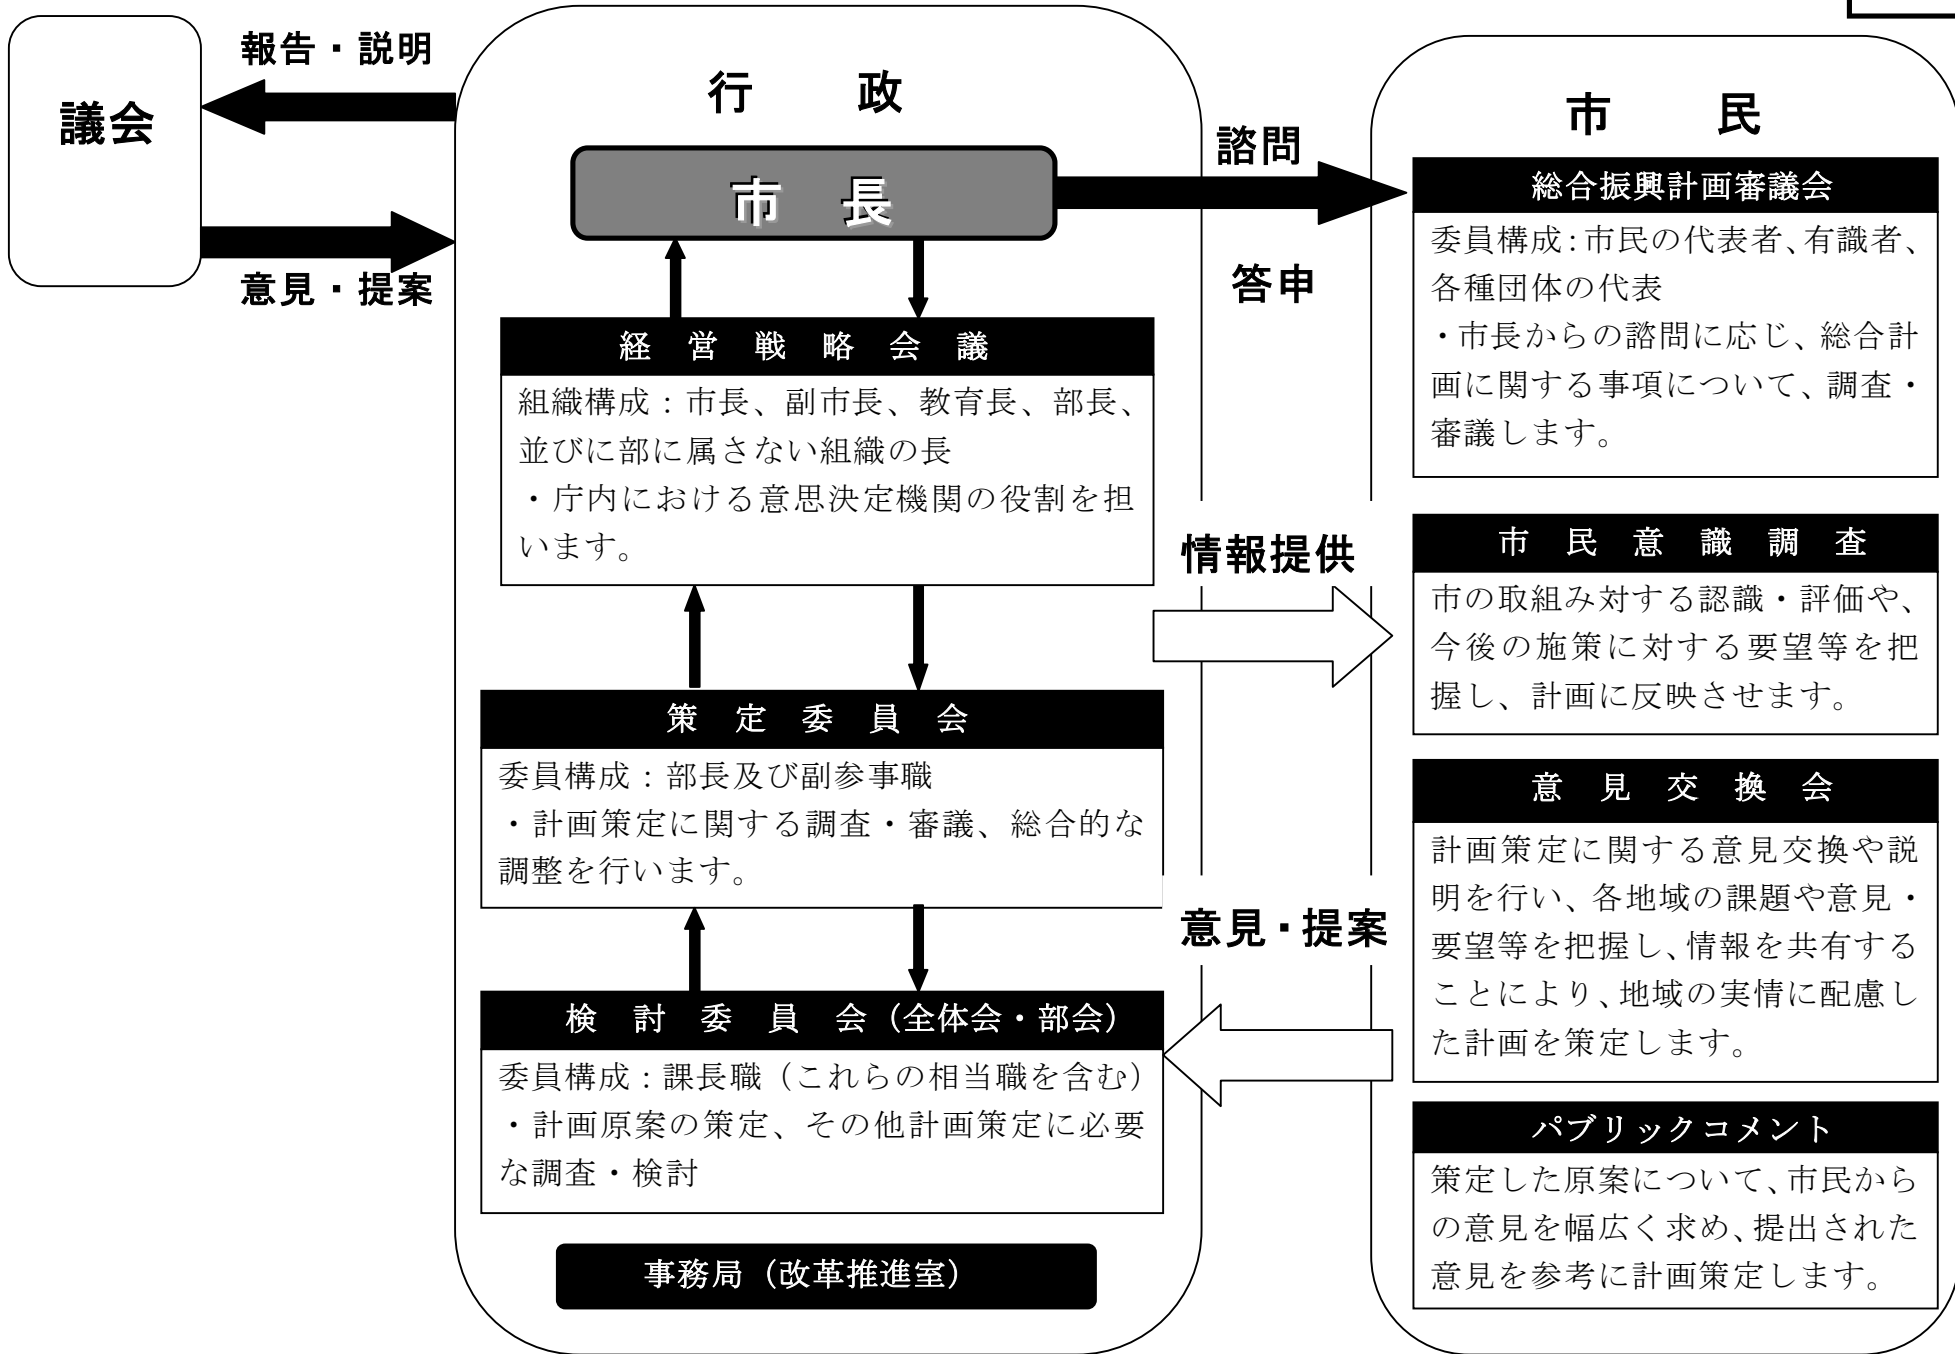 報告・説明
議会
意見・提案
行政
市長
経営戦略会議
組織構成：市長、副市長、教育長、部長、
並びに部に属さない組織の長
・庁内における意思決定機関の役割を担
います。
策定委員会
委員構成：部長及び副参事職
・計画策定に関する調査・審議、総合的な
調整を行います。
検討委員会（全体会・部会）
委員構成：課長職（これらの相当職を含む）
・計画原案の策定、その他計画策定に必要
な調査・検討
事務局（改革推進室）
諮問
答申
情報提供
意見・提案
市民
総合振興計画審議会
委員構成：市民の代表者、有識者、
各種団体の代表
・市長からの諮問に応じ、総合計
画に関する事項について、調査・
審議します。
市民意識調査
市の取組み対する認識・評価や、
今後の施策に対する要望等を把
握し、計画に反映させます。
意見交換会
計画策定に関する意見交換や説
明を行い、各地域の課題や意見・
要望等を把握し、情報を共有する
ことにより、地域の実情に配慮し
た計画を策定します。
パブリックコメント
策定した原案について、市民から
の意見を幅広く求め、提出された
意見を参考に計画策定します。